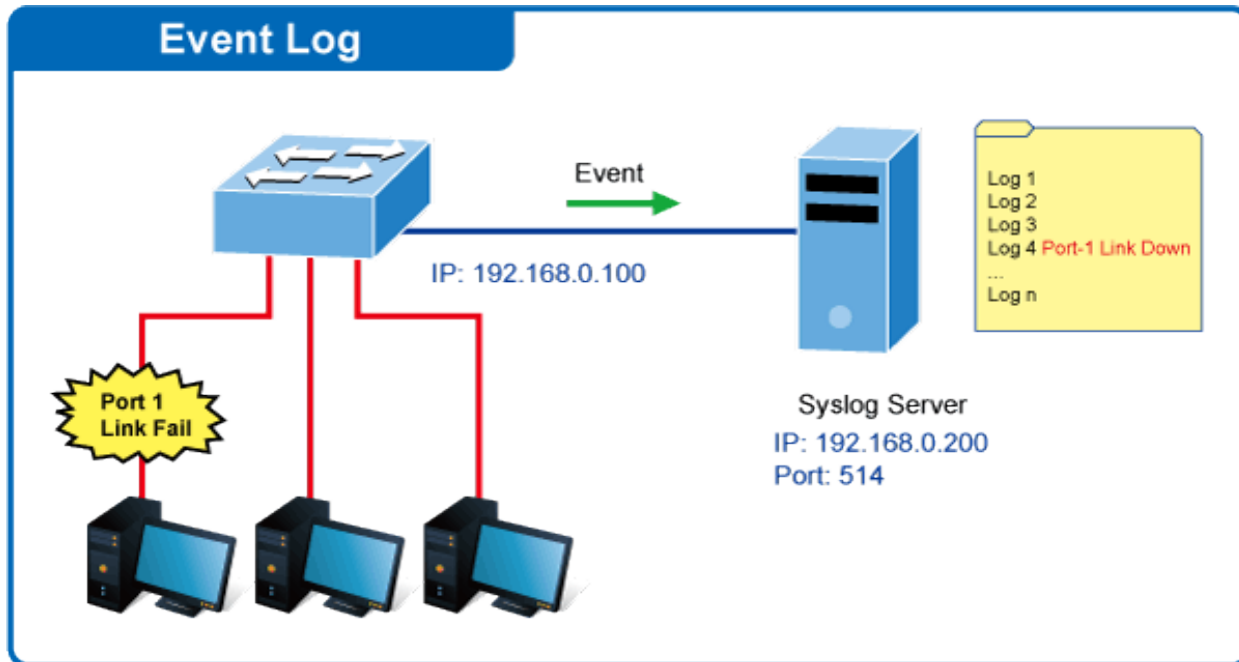 Event Log
Event
IP: 192.168.0.100
Port 1
Link Fail
Log 1
Log 2
Log 3
Log 4 Port-1 Link Down
...
Log n
Syslog Server
IP: 192.168.0.200
Port: 514